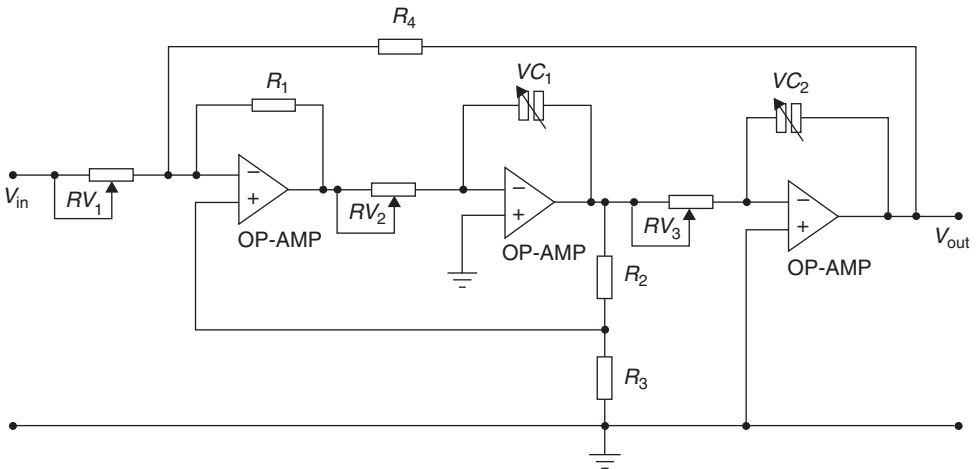 R4
R1
VC1
VC2
−
−
−
+
+
+
Vin
RV1
RV2
RV3
Vout
OP-AMP
OP-AMP
OP-AMP
R2
R3